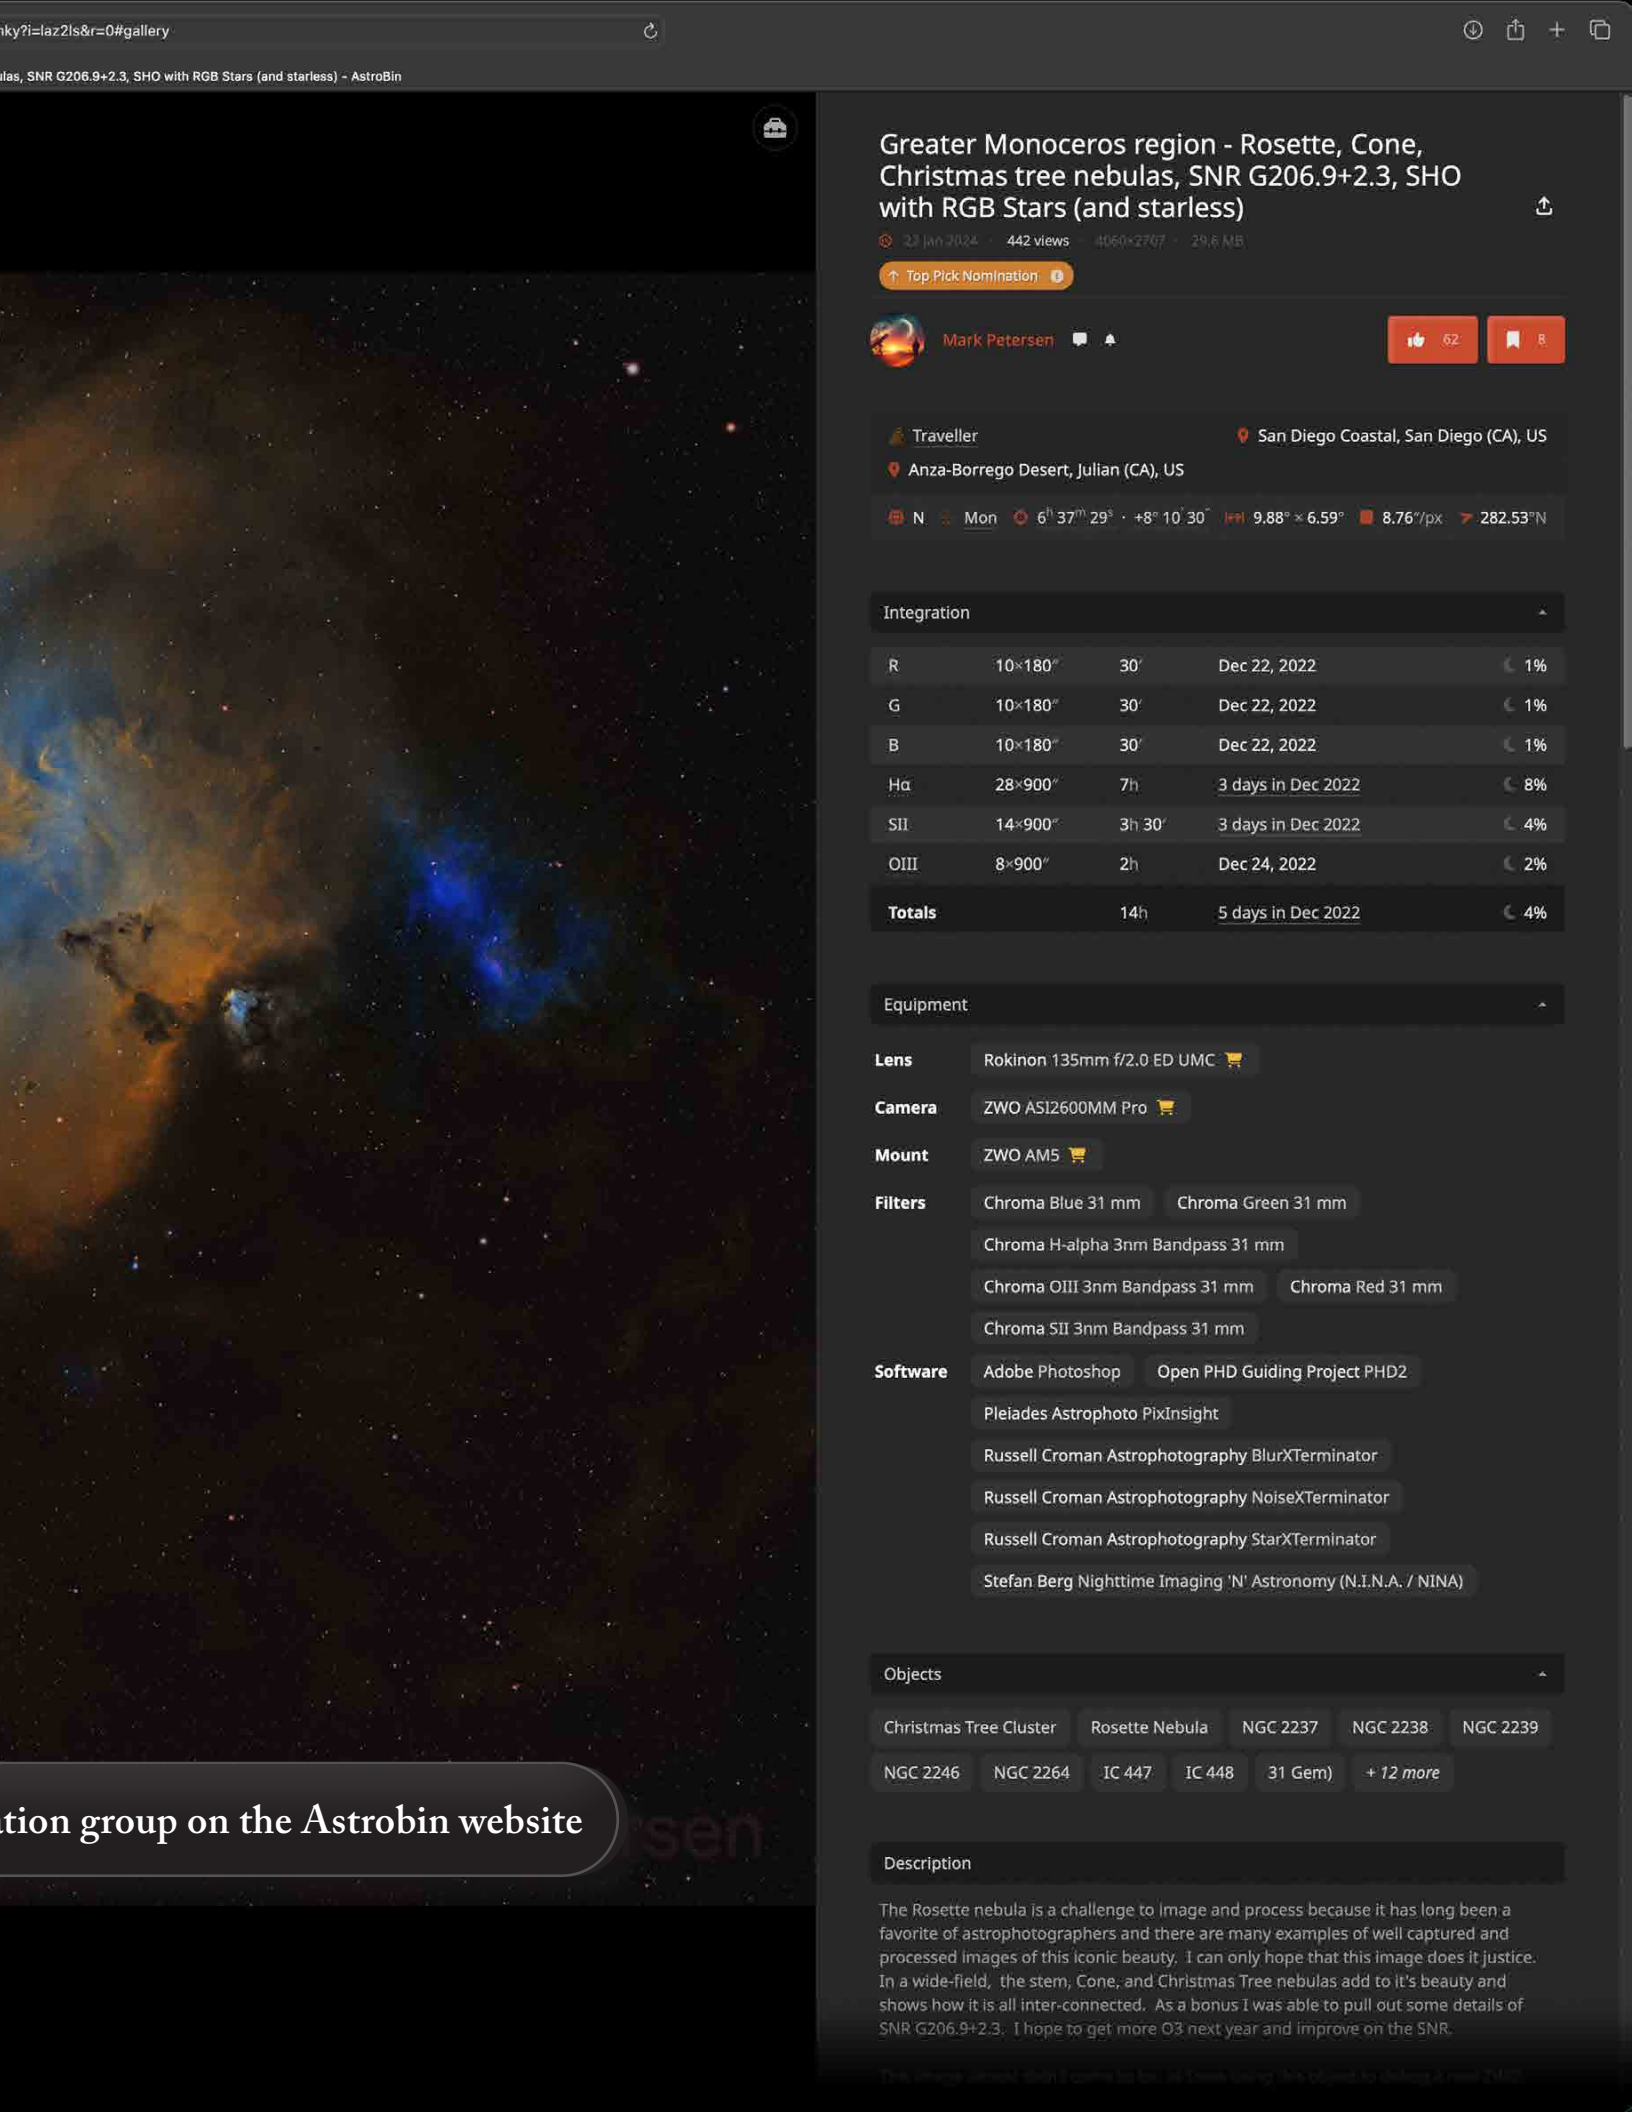 nky?i=laz2ls&r=0#gallery
ulas, SNR G206.9+2.3, SHO with RGB Stars (and starless) - AstroBin
Greater Monoceros region - Rosette, Cone,
Christmas tree nebulas, SNR G206.9+2.3, SHO
with RGB Stars (and starless)
22 Jan 2024 · 442 views · 4060×2707 · 29.6 MB
Top Pick Nomination
Mark Petersen
62
8
Traveller
San Diego Coastal, San Diego (CA), US
Anza-Borrego Desert, Julian (CA), US
N Mon 6h 37m 29s · +8° 10′ 30″ 9.88° × 6.59° 8.76″/px 282.53°N
Integration
R 10×180″ 30′ Dec 22, 2022 1%
G 10×180″ 30′ Dec 22, 2022 1%
B 10×180″ 30′ Dec 22, 2022 1%
Hα 28×900″ 7h 3 days in Dec 2022 8%
SII 14×900″ 3h 30′ 3 days in Dec 2022 4%
OIII 8×900″ 2h Dec 24, 2022 2%
Totals 14h 5 days in Dec 2022 4%
Equipment
Lens Rokinon 135mm f/2.0 ED UMC
Camera ZWO ASI2600MM Pro
Mount ZWO AM5
Filters Chroma Blue 31 mm Chroma Green 31 mm
Chroma H-alpha 3nm Bandpass 31 mm
Chroma OIII 3nm Bandpass 31 mm Chroma Red 31 mm
Chroma SII 3nm Bandpass 31 mm
Software Adobe Photoshop Open PHD Guiding Project PHD2
Pleiades Astrophoto PixInsight
Russell Croman Astrophotography BlurXTerminator
Russell Croman Astrophotography NoiseXTerminator
Russell Croman Astrophotography StarXTerminator
Stefan Berg Nighttime Imaging 'N' Astronomy (N.I.N.A. / NINA)
Objects
Christmas Tree Cluster Rosette Nebula NGC 2237 NGC 2238 NGC 2239
NGC 2246 NGC 2264 IC 447 IC 448 31 Gem) + 12 more
ation group on the Astrobin website
rsen
Description
The Rosette nebula is a challenge to image and process because it has long been a
favorite of astrophotographers and there are many examples of well captured and
processed images of this iconic beauty. I can only hope that this image does it justice.
In a wide-field, the stem, Cone, and Christmas Tree nebulas add to it's beauty and
shows how it is all inter-connected. As a bonus I was able to pull out some details of
SNR G206.9+2.3. I hope to get more O3 next year and improve on the SNR.